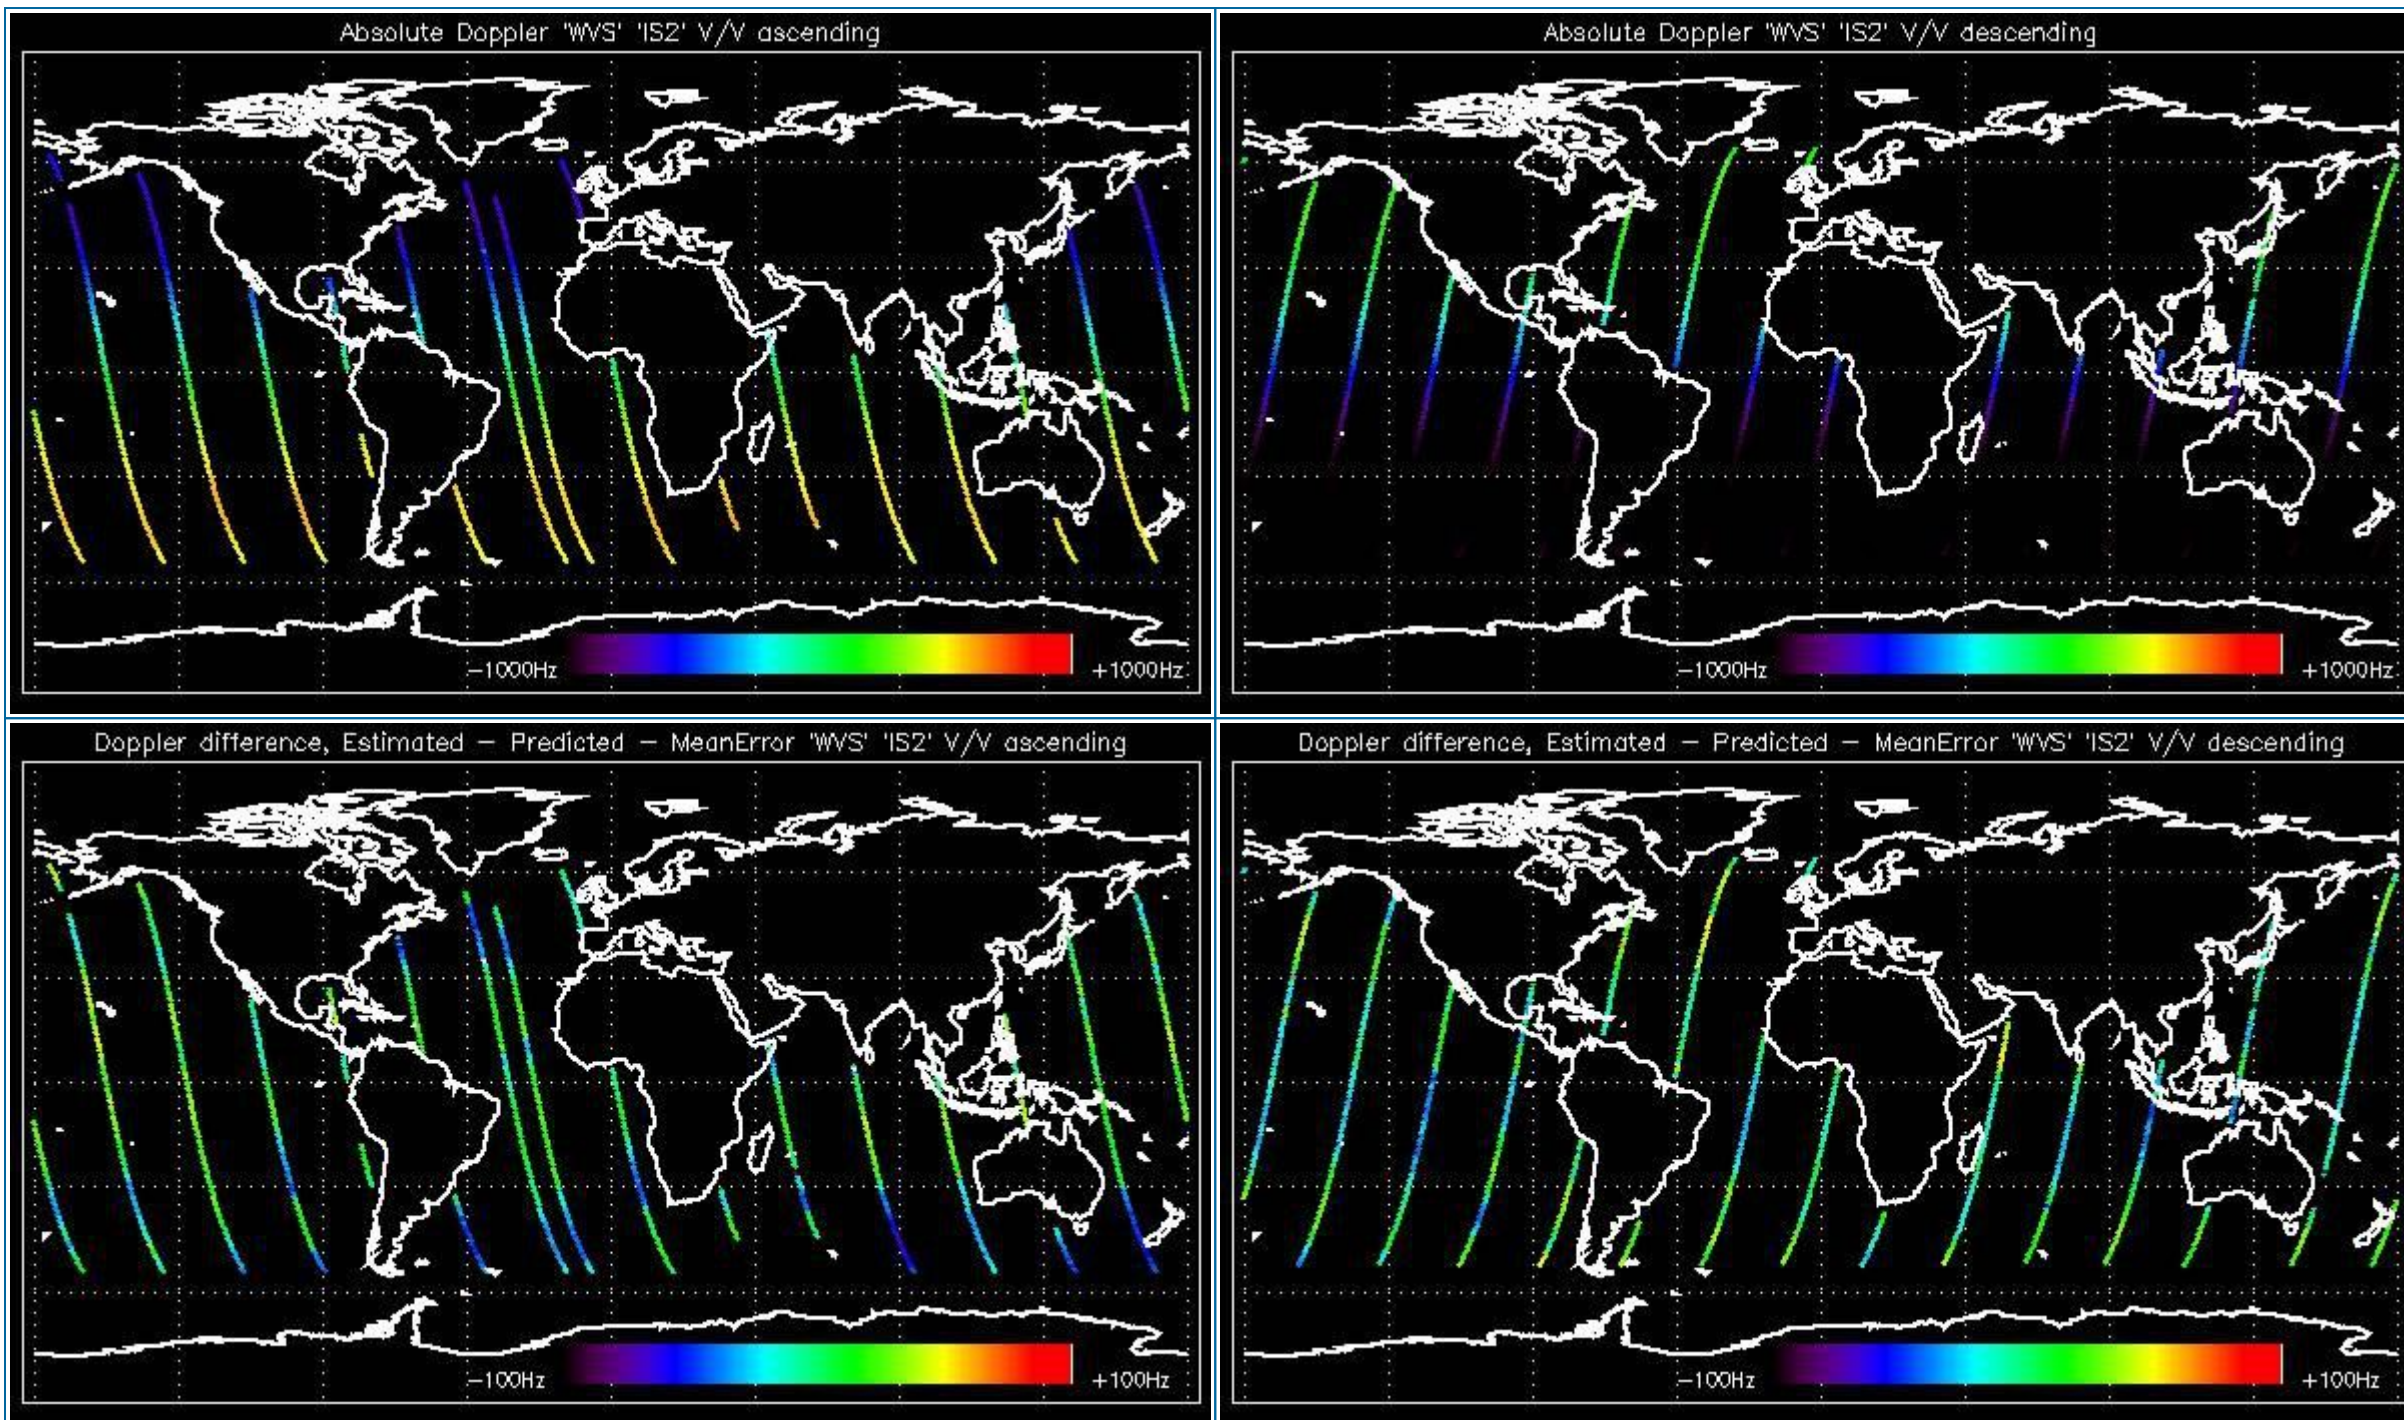 Absolute Doppler 'WVS' 'IS2' V/V ascending
-1000Hz
+1000Hz
Absolute Doppler 'WVS' 'IS2' V/V descending
-1000Hz
+1000Hz
Doppler difference, Estimated - Predicted - MeanError 'WVS' 'IS2' V/V ascending
-100Hz
+100Hz
Doppler difference, Estimated - Predicted - MeanError 'WVS' 'IS2' V/V descending
-100Hz
+100Hz